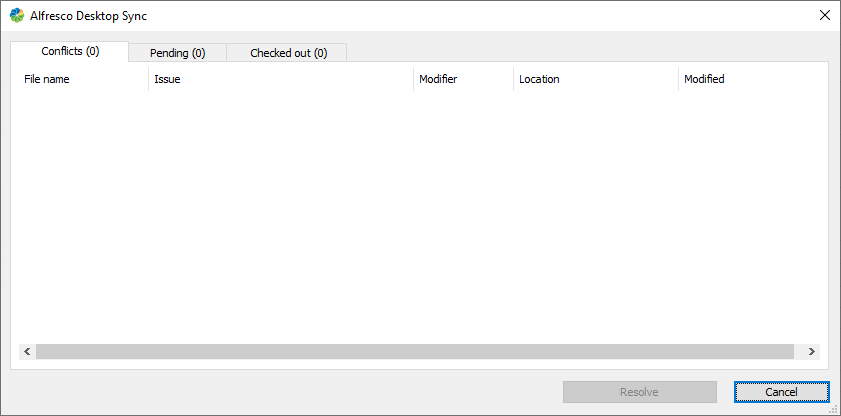 Alfresco Desktop Sync
Conflicts (0) Pending (0) Checked out (0)
File name Issue Modifier Location Modified
Resolve Cancel